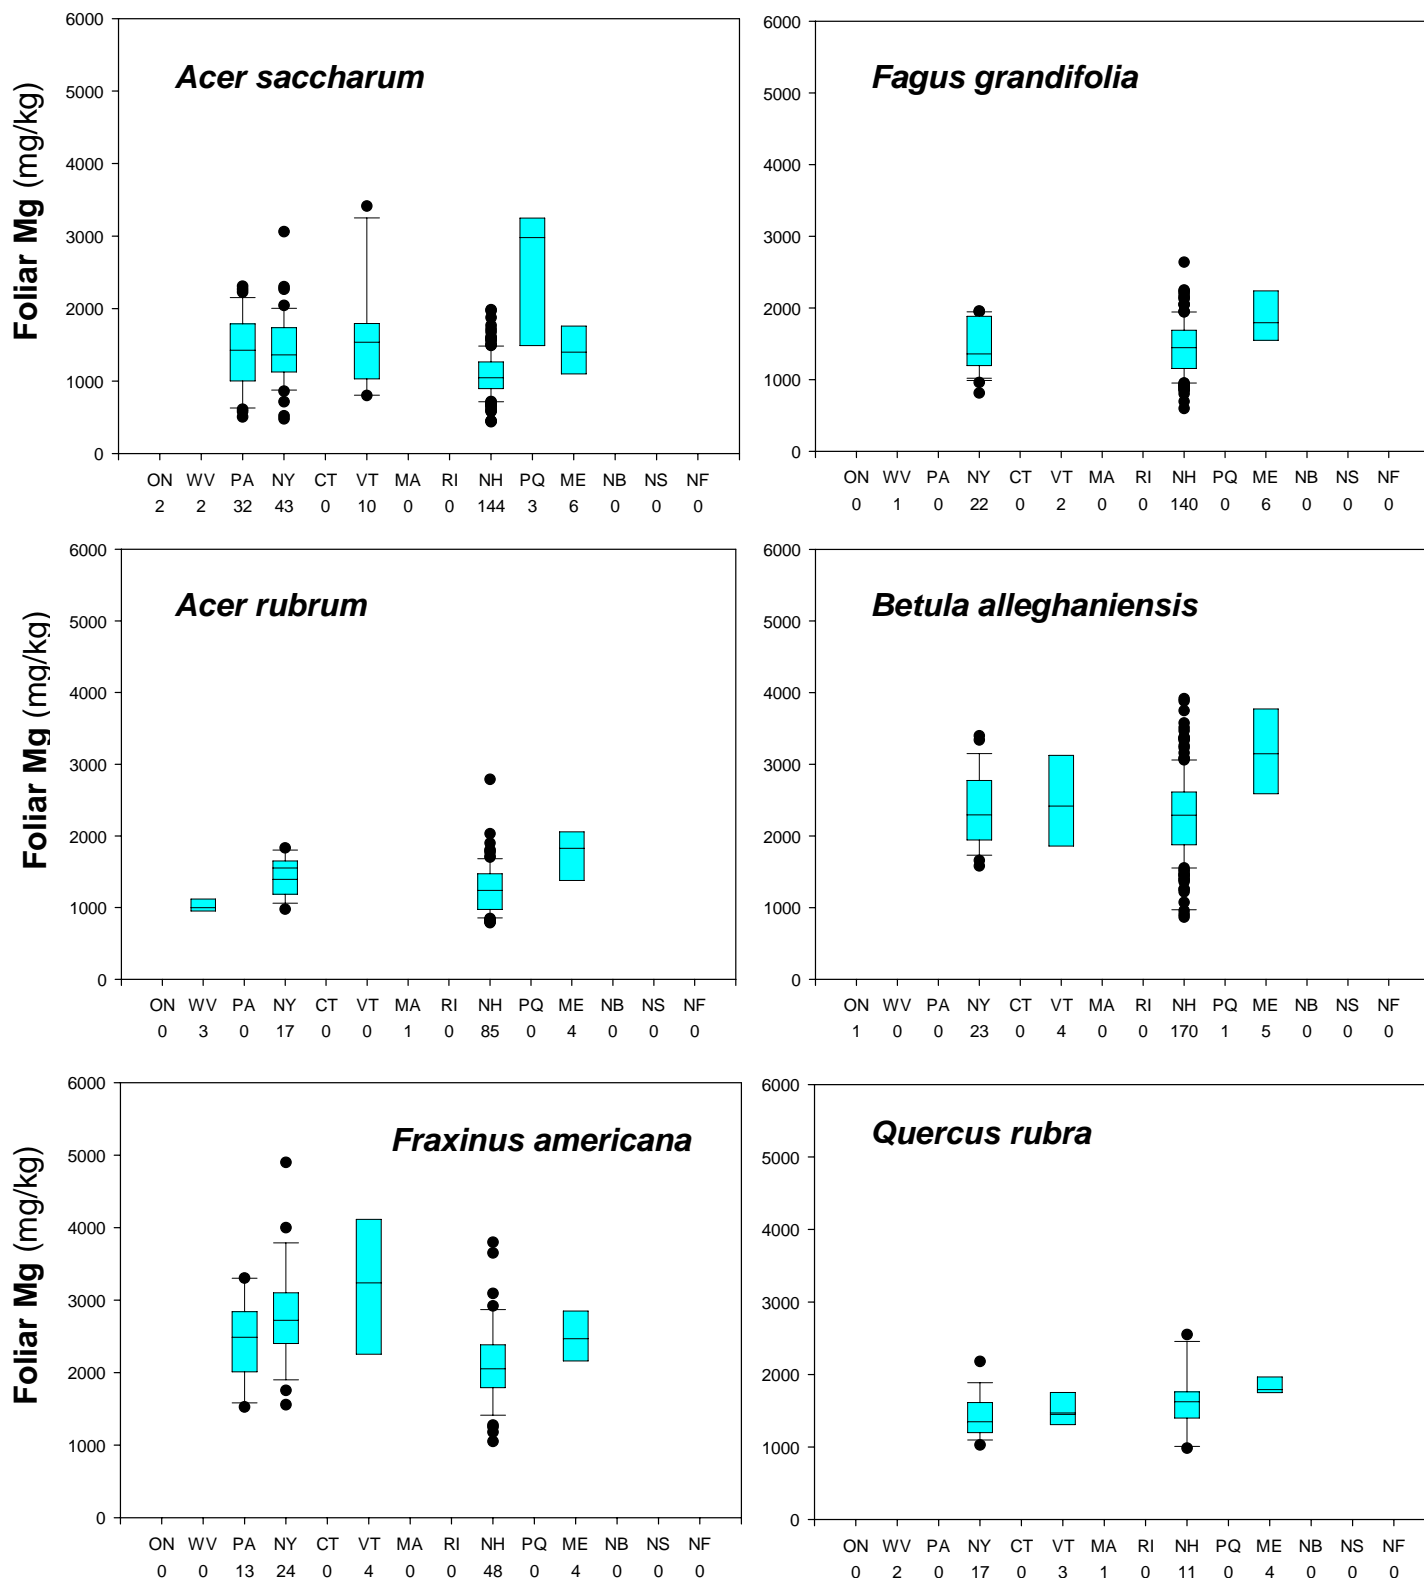 Acer saccharum
Foliar Mg (mg/kg)
6000
5000
4000
3000
2000
1000
0
ON WV PA NY CT VT MA RI NH PQ ME NB NS NF
2 2 32 43 0 10 0 0 144 3 6 0 0 0
Fagus grandifolia
6000
5000
4000
3000
2000
1000
0
ON WV PA NY CT VT MA RI NH PQ ME NB NS NF
0 1 0 22 0 2 0 0 140 0 6 0 0 0
Acer rubrum
Foliar Mg (mg/kg)
6000
5000
4000
3000
2000
1000
0
ON WV PA NY CT VT MA RI NH PQ ME NB NS NF
0 3 0 17 0 0 1 0 85 0 4 0 0 0
Betula alleghaniensis
6000
5000
4000
3000
2000
1000
0
ON WV PA NY CT VT MA RI NH PQ ME NB NS NF
1 0 0 23 0 4 0 0 170 1 5 0 0 0
Fraxinus americana
Foliar Mg (mg/kg)
6000
5000
4000
3000
2000
1000
0
ON WV PA NY CT VT MA RI NH PQ ME NB NS NF
0 0 13 24 0 4 0 0 48 0 4 0 0 0
Quercus rubra
6000
5000
4000
3000
2000
1000
0
ON WV PA NY CT VT MA RI NH PQ ME NB NS NF
0 2 0 17 0 3 1 0 11 0 4 0 0 0